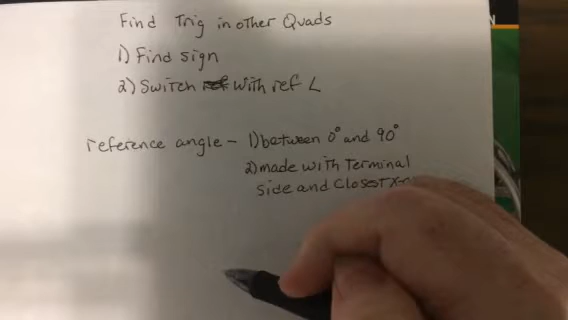 Find Trig in other Quads
1) Find sign
2) Switch with ref ∠
reference angle - 1) between 0° and 90°
2) made with Terminal
side and closest X-